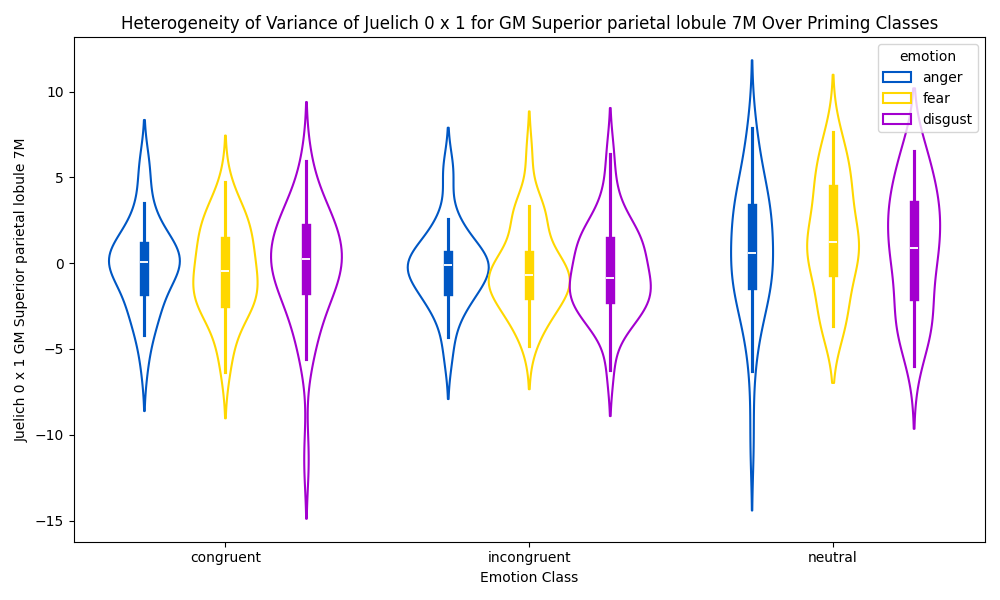 Heterogeneity of Variance of Juelich 0 x 1 for GM Superior parietal lobule 7M Over Priming Classes
emotion
anger
fear
disgust
Juelich 0 x 1 GM Superior parietal lobule 7M
10
5
0
−5
−10
−15
congruent
incongruent
neutral
Emotion Class